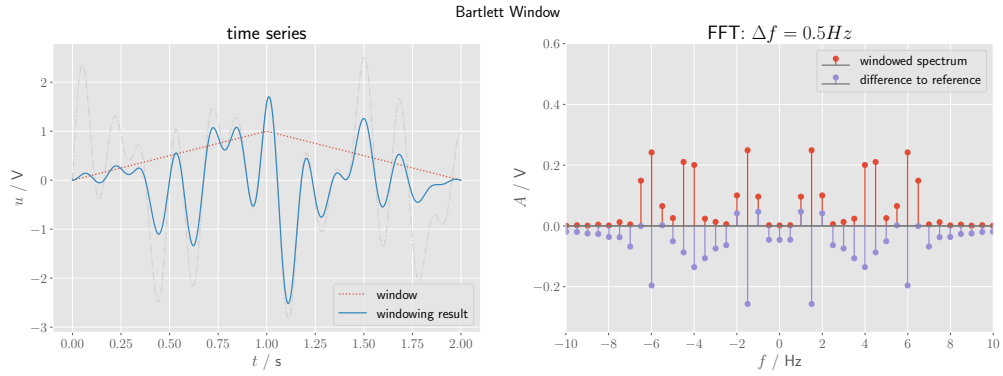 Bartlett Window
time series
u / V
2
1
0
−1
−2
−3
window
windowing result
0.00 0.25 0.50 0.75 1.00 1.25 1.50 1.75 2.00
t / s
FFT: Δf = 0.5Hz
A / V
0.6
0.4
0.2
0.0
−0.2
windowed spectrum
difference to reference
−10 −8 −6 −4 −2 0 2 4 6 8 10
f / Hz